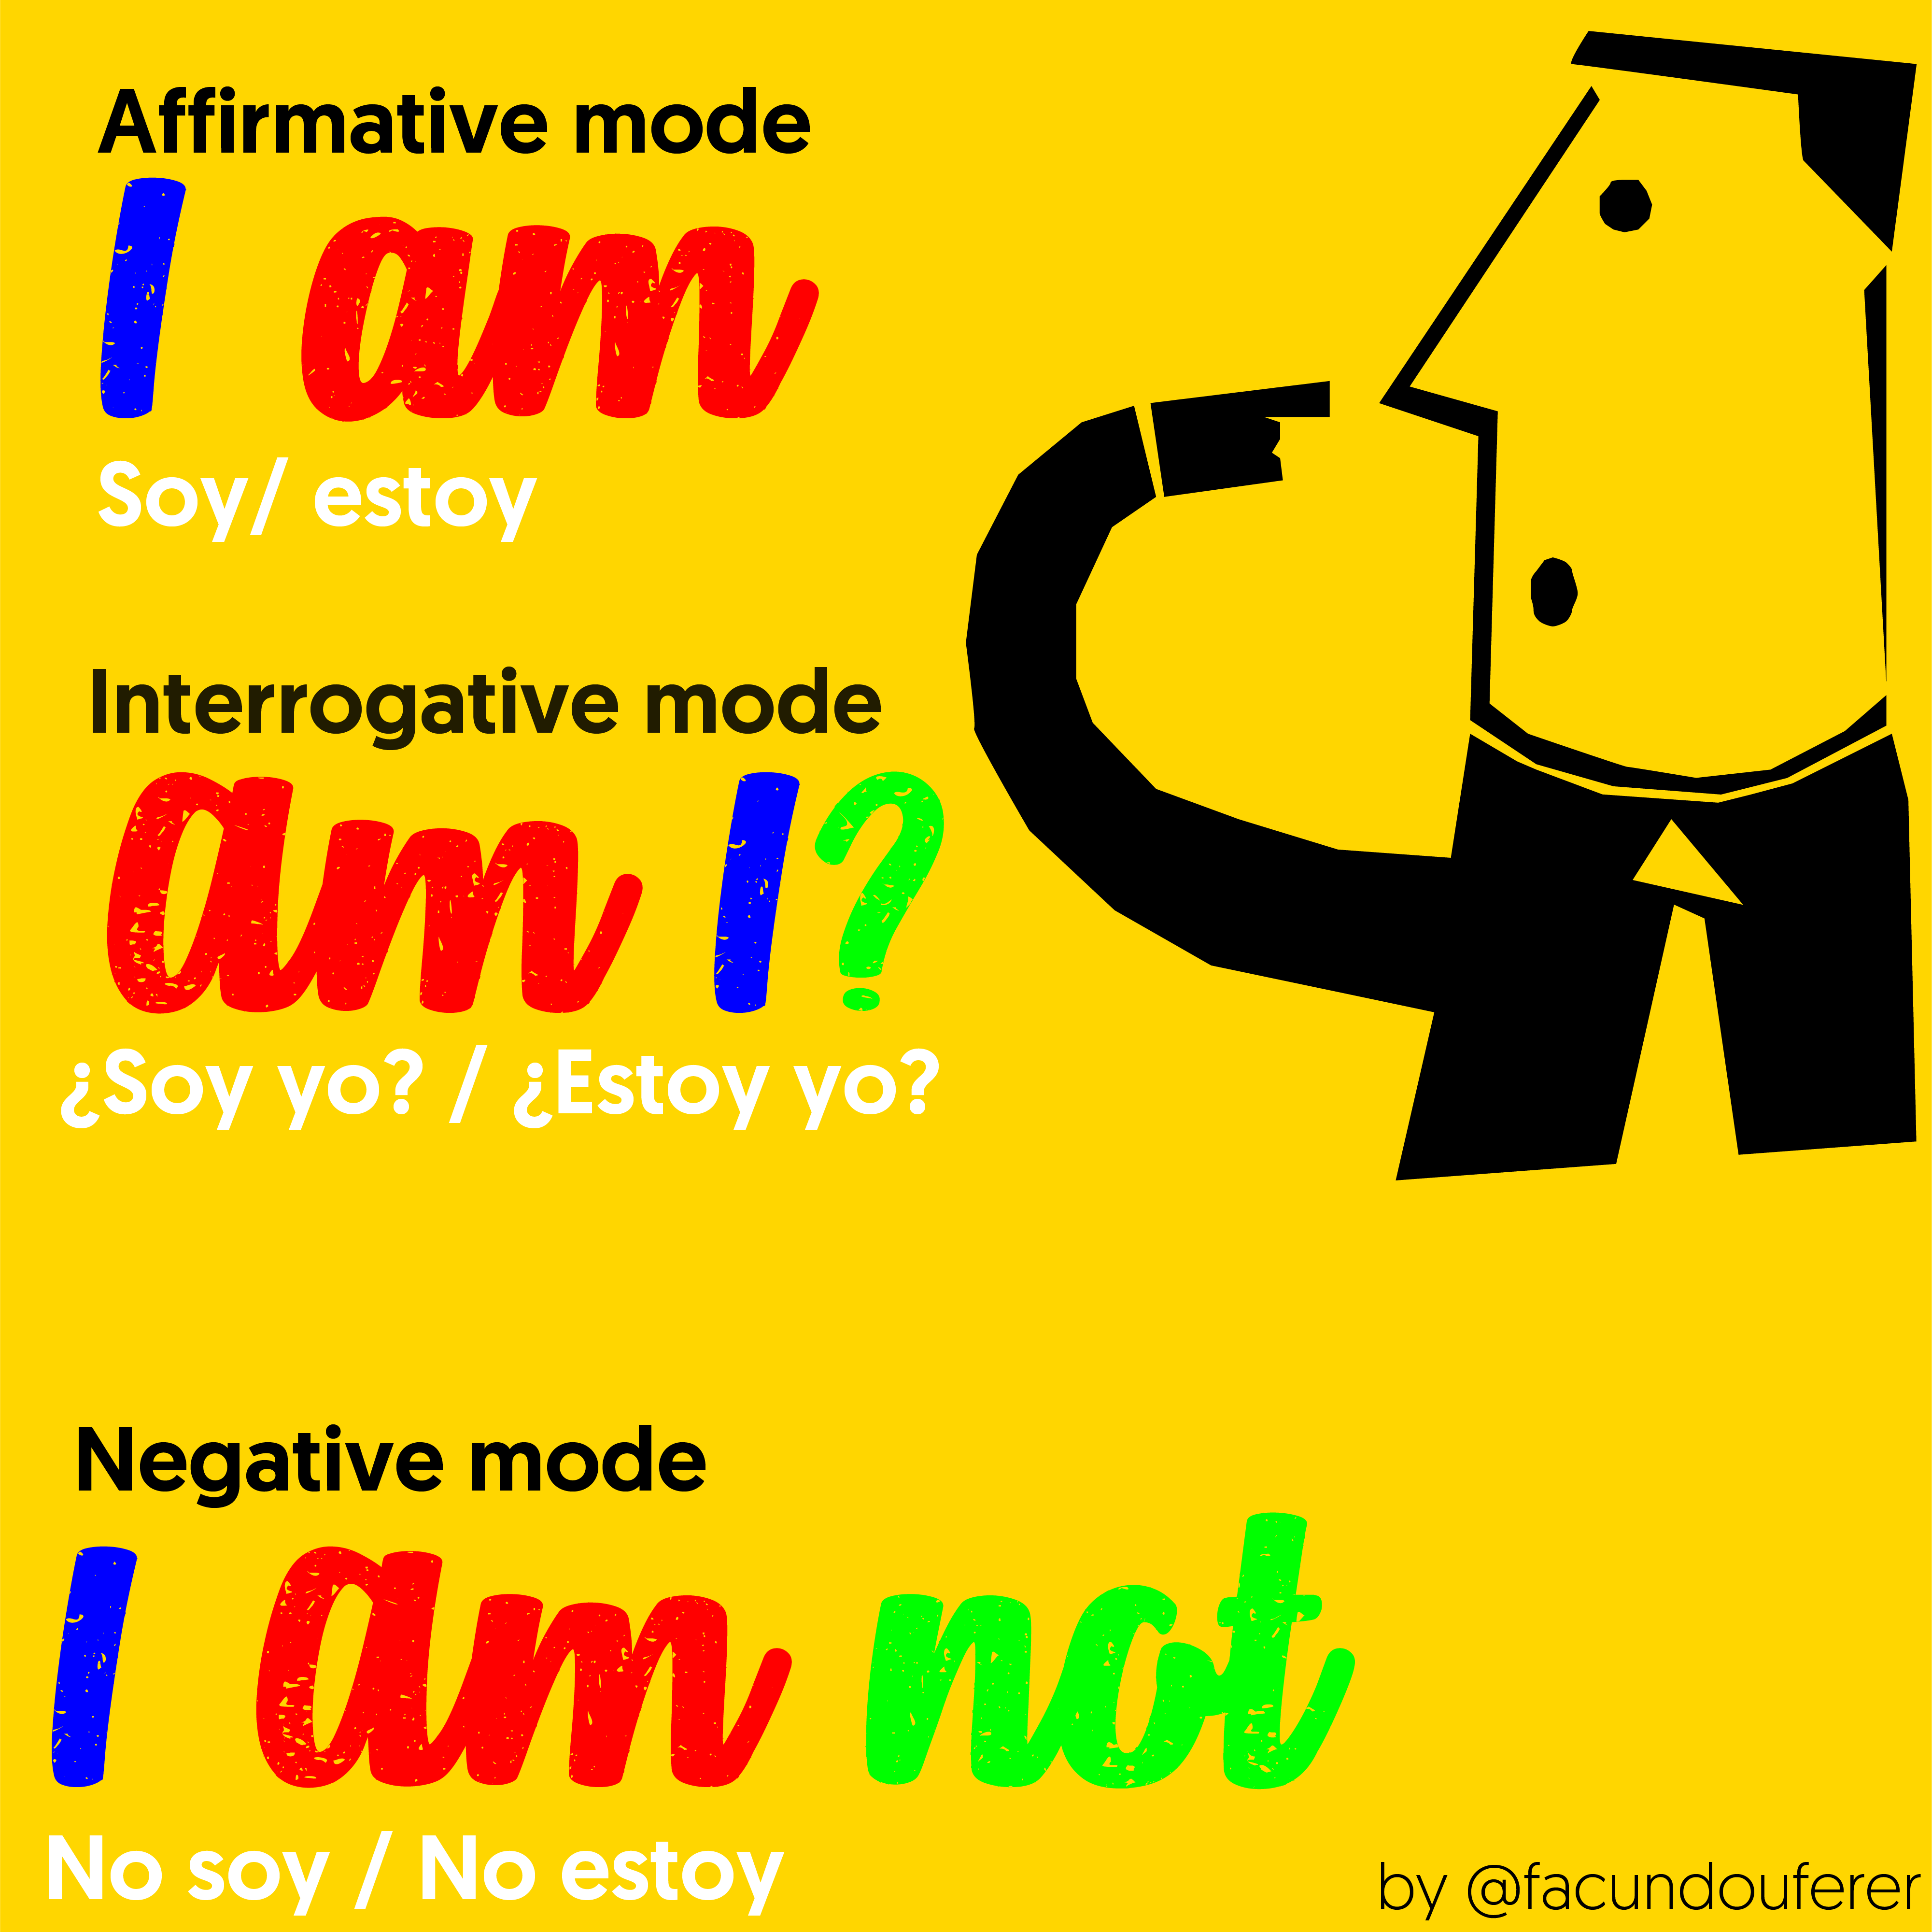 Affirmative mode
I am
Soy/ estoy
Interrogative mode
am I?
¿Soy yo? / ¿Estoy yo?
Negative mode
I am not
No soy / No estoy
by @facundouferer